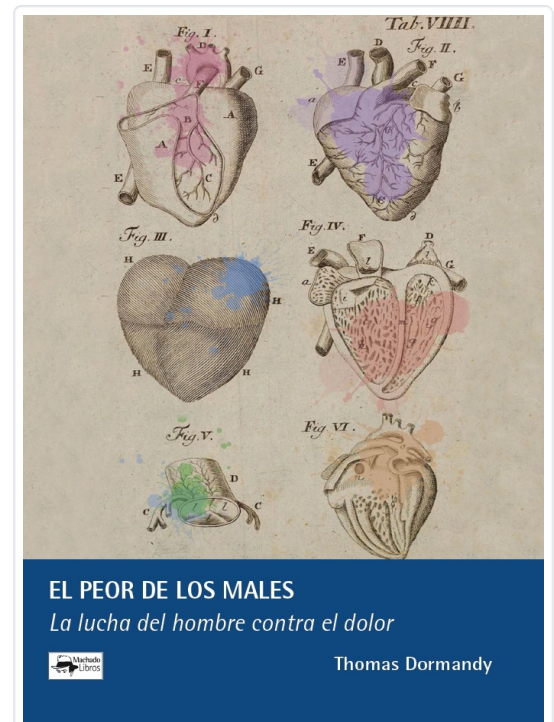 Tab. VIIII.
Fig. I.
Fig. II.
D
E
G
A
B
A
C
E
D
E
F
G
a
E
Fig. III.
Fig. IV.
H
H
H
H
E
F
D
G
a
l
Fig. V.
Fig. VI.
D
C
C
l
EL PEOR DE LOS MALES
La lucha del hombre contra el dolor
Machado
Libros
Thomas Dormandy